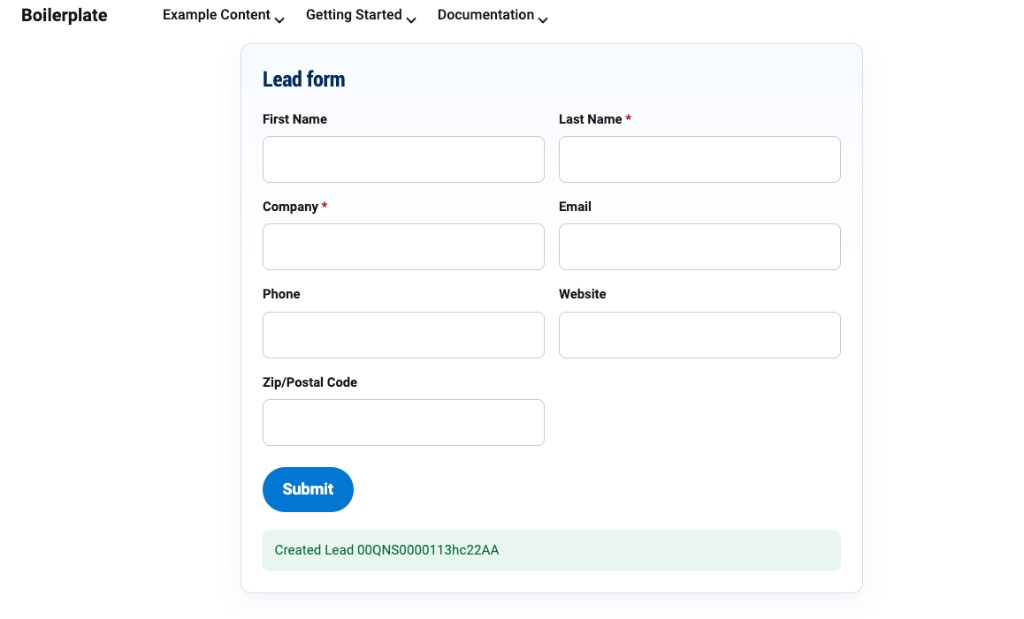 Boilerplate
Example Content
Getting Started
Documentation
Lead form
First Name
Last Name *
Company *
Email
Phone
Website
Zip/Postal Code
Submit
Created Lead 00QNS0000113hc22AA